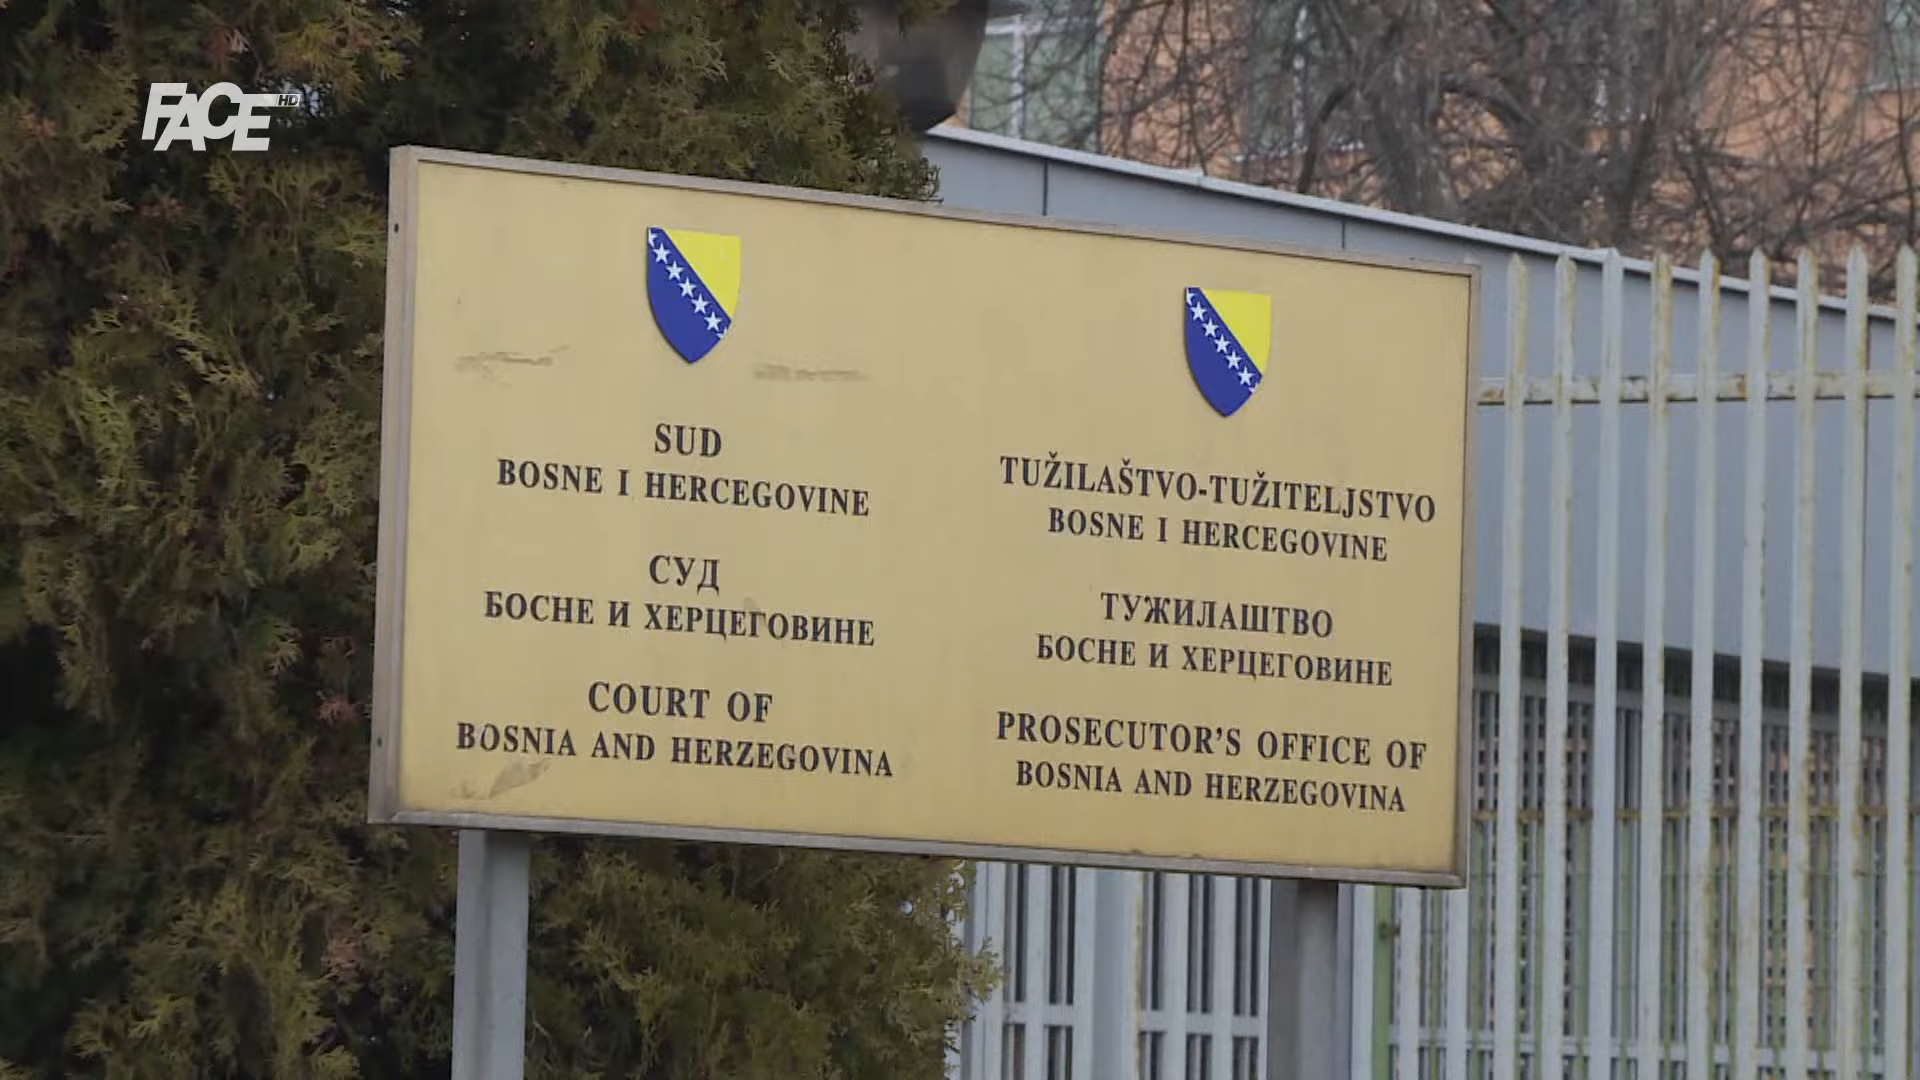 FACE HD
SUD
BOSNE I HERCEGOVINE
СУД
БОСНЕ И ХЕРЦЕГОВИНЕ
COURT OF
BOSNIA AND HERZEGOVINA
TUŽILAŠTVO-TUŽITELJSTVO
BOSNE I HERCEGOVINE
ТУЖИЛАШТВО
БОСНЕ И ХЕРЦЕГОВИНЕ
PROSECUTOR'S OFFICE OF
BOSNIA AND HERZEGOVINA